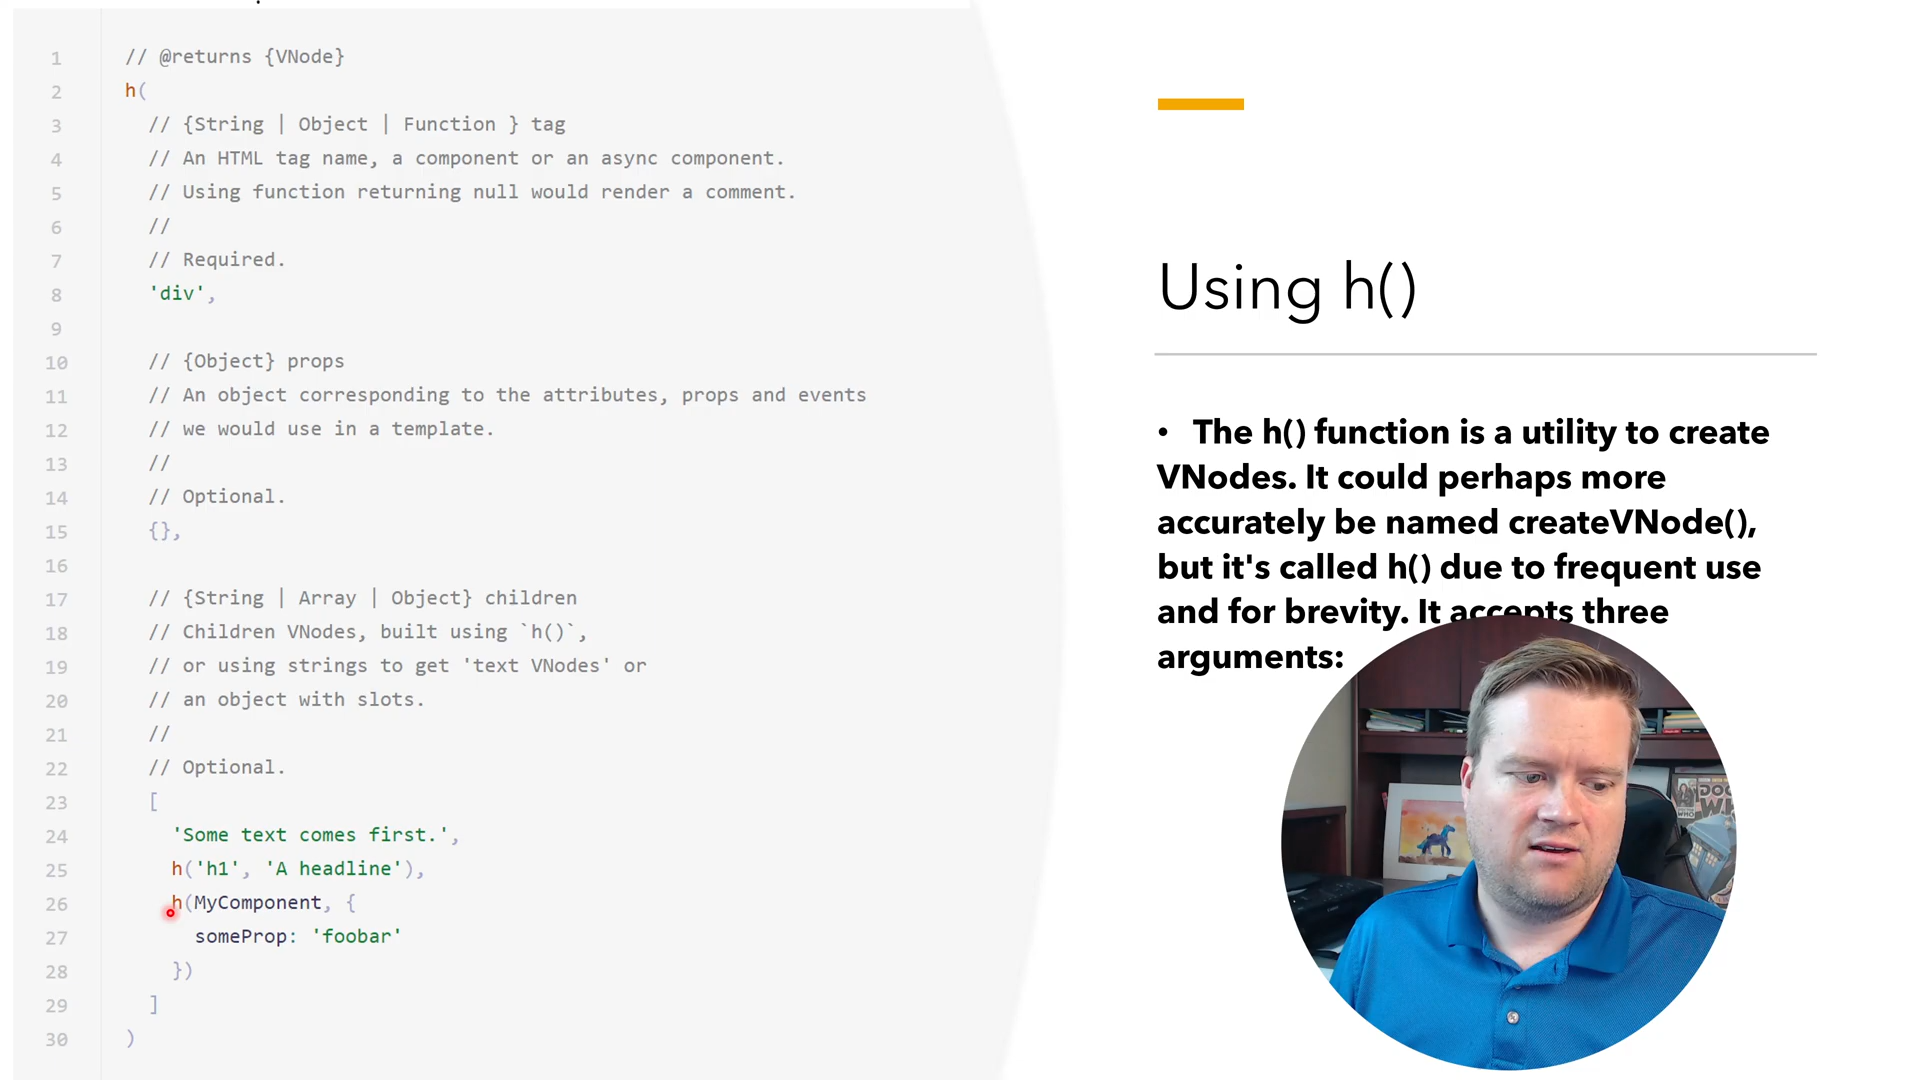 1 // @returns {VNode}
2 h(
3 // {String | Object | Function } tag
4 // An HTML tag name, a component or an async component.
5 // Using function returning null would render a comment.
6 //
7 // Required.
8 'div',
9
10 // {Object} props
11 // An object corresponding to the attributes, props and events
12 // we would use in a template.
13 //
14 // Optional.
15 {},
16
17 // {String | Array | Object} children
18 // Children VNodes, built using `h()`,
19 // or using strings to get 'text VNodes' or
20 // an object with slots.
21 //
22 // Optional.
23 [
24 'Some text comes first.',
25 h('h1', 'A headline'),
26 h(MyComponent, {
27 someProp: 'foobar'
28 })
29 ]
30 )
Using h()
• The h() function is a utility to create
VNodes. It could perhaps more
accurately be named createVNode(),
but it's called h() due to frequent use
and for brevity. It accepts three
arguments: